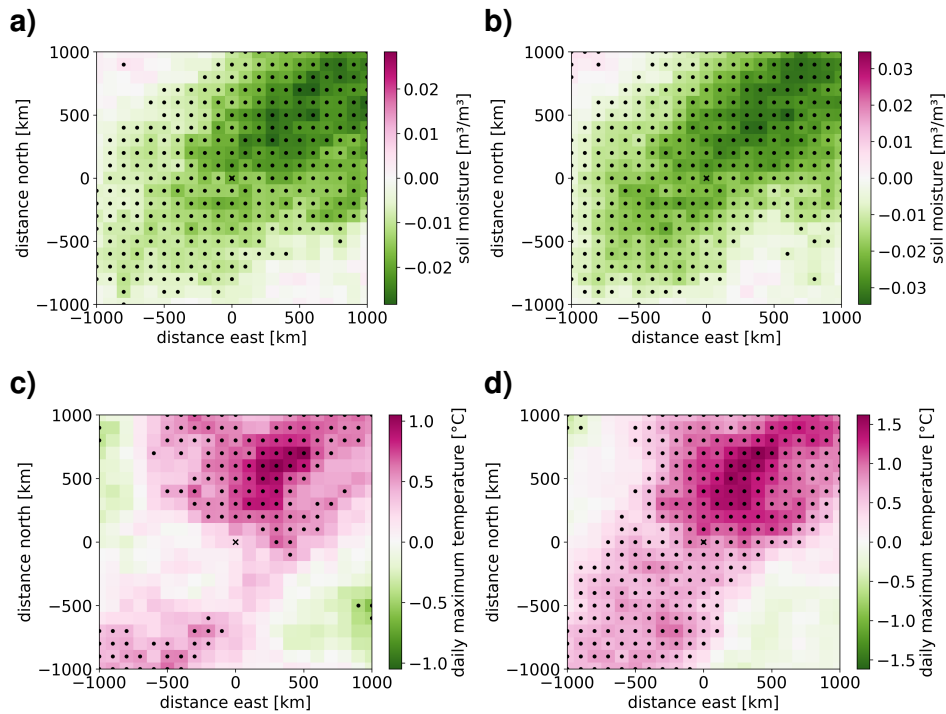 a)
1000
500
0
−500
−1000
distance north [km]
−1000 −500 0 500 1000
distance east [km]
0.02
0.01
0.00
−0.01
−0.02
soil moisture [m³/m³]
b)
1000
500
0
−500
−1000
distance north [km]
−1000 −500 0 500 1000
distance east [km]
0.03
0.02
0.01
0.00
−0.01
−0.02
−0.03
soil moisture [m³/m³]
c)
1000
500
0
−500
−1000
distance north [km]
−1000 −500 0 500 1000
distance east [km]
1.0
0.5
0.0
−0.5
−1.0
daily maximum temperature [°C]
d)
1000
500
0
−500
−1000
distance north [km]
−1000 −500 0 500 1000
distance east [km]
1.5
1.0
0.5
0.0
−0.5
−1.0
−1.5
daily maximum temperature [°C]